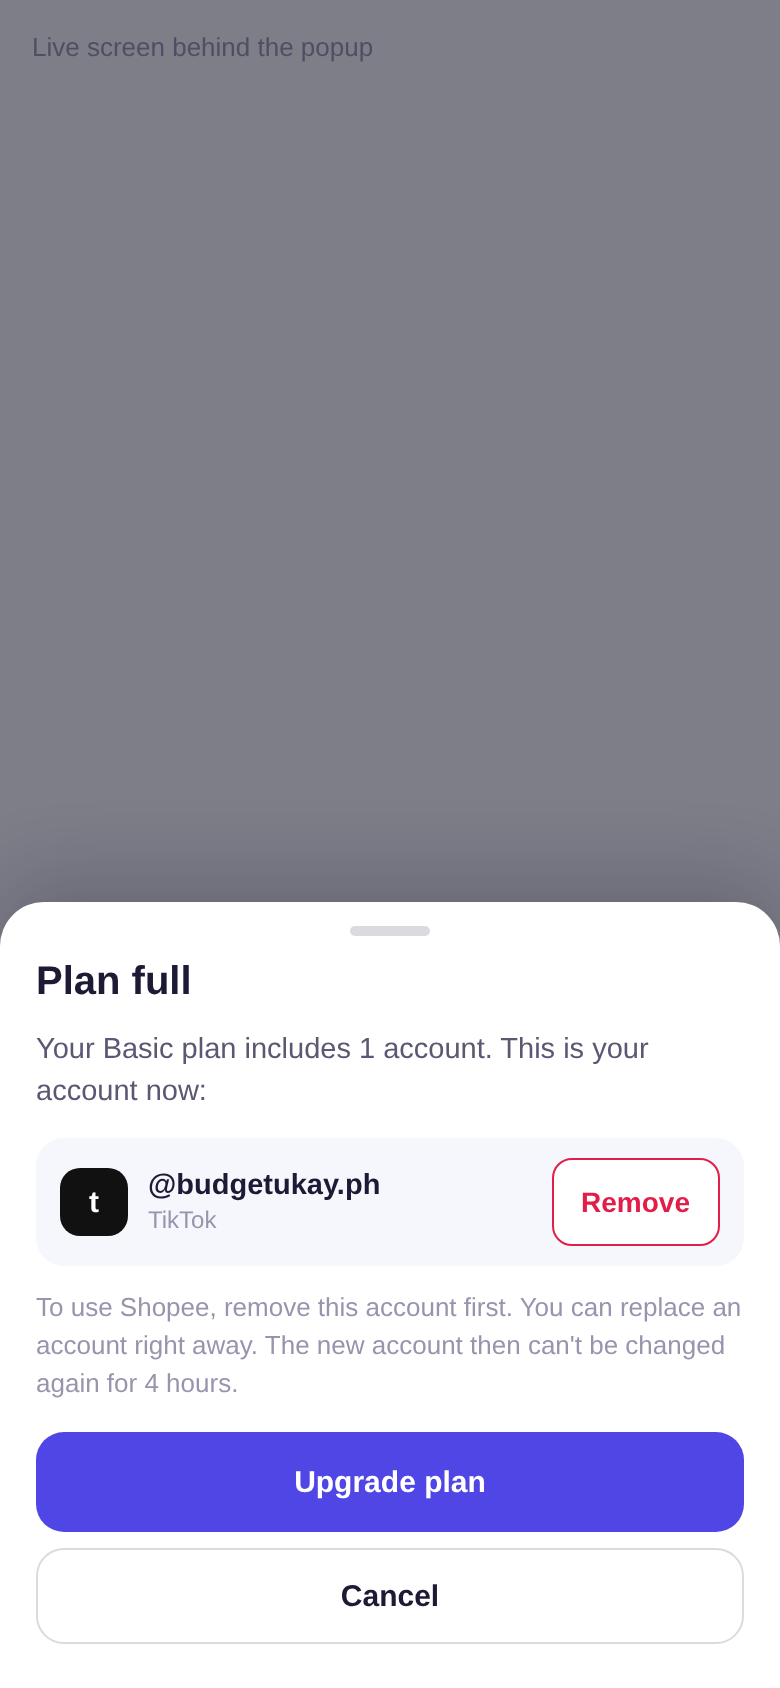 Live screen behind the popup
Plan full
Your Basic plan includes 1 account. This is your
account now:
t
@budgetukay.ph
TikTok
Remove
To use Shopee, remove this account first. You can replace an
account right away. The new account then can't be changed
again for 4 hours.
Upgrade plan
Cancel